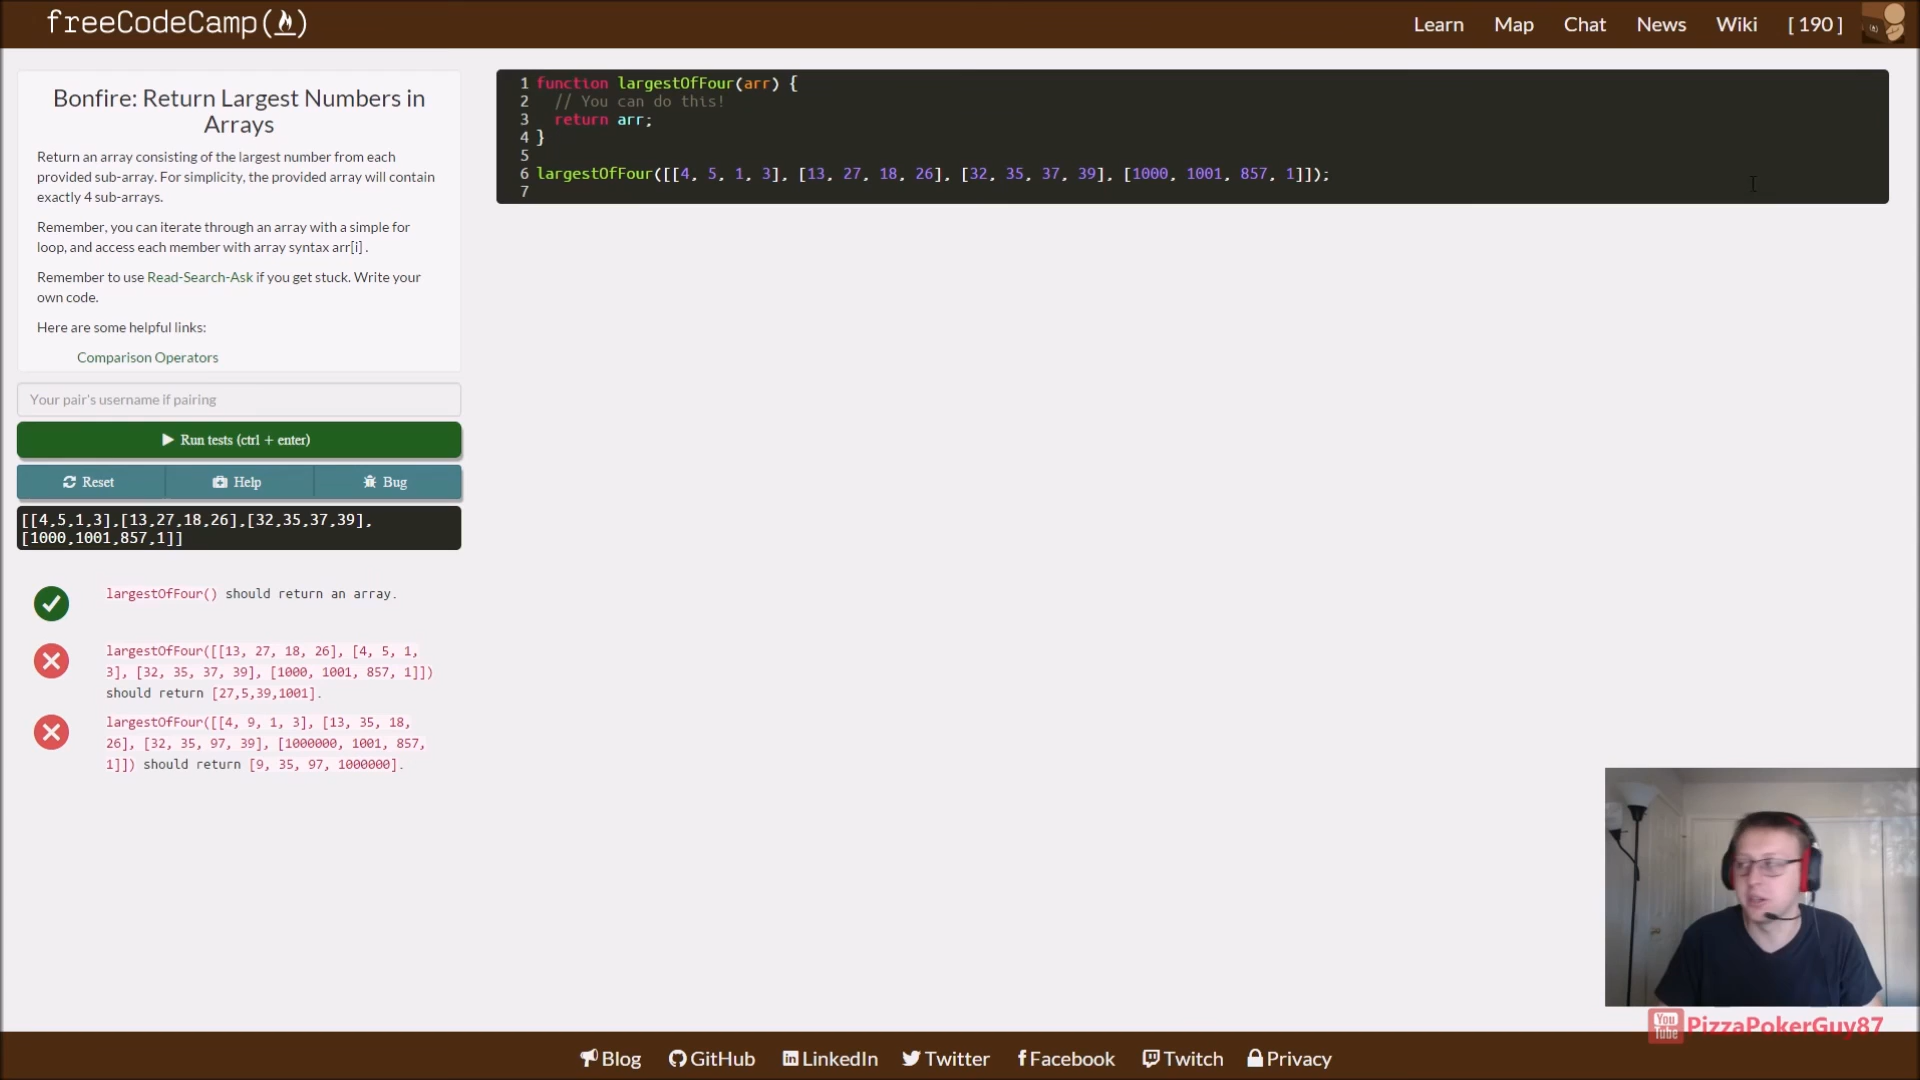 freeCodeCamp(🔥)
Learn Map Chat News Wiki [ 190 ]
Bonfire: Return Largest Numbers in
Arrays
Return an array consisting of the largest number from each
provided sub-array. For simplicity, the provided array will contain
exactly 4 sub-arrays.
Remember, you can iterate through an array with a simple for
loop, and access each member with array syntax arr[i] .
Remember to use Read-Search-Ask if you get stuck. Write your
own code.
Here are some helpful links:
Comparison Operators
Your pair's username if pairing
Run tests (ctrl + enter)
Reset Help Bug
[[4,5,1,3],[13,27,18,26],[32,35,37,39],
[1000,1001,857,1]]
largestOfFour() should return an array.
largestOfFour([[13, 27, 18, 26], [4, 5, 1,
3], [32, 35, 37, 39], [1000, 1001, 857, 1]])
should return [27,5,39,1001].
largestOfFour([[4, 9, 1, 3], [13, 35, 18,
26], [32, 35, 97, 39], [1000000, 1001, 857,
1]]) should return [9, 35, 97, 1000000].
1 function largestOfFour(arr) {
2 // You can do this!
3 return arr;
4 }
5
6 largestOfFour([[4, 5, 1, 3], [13, 27, 18, 26], [32, 35, 37, 39], [1000, 1001, 857, 1]]);
7
You Tube PizzaPokerGuy87
Blog GitHub LinkedIn Twitter Facebook Twitch Privacy